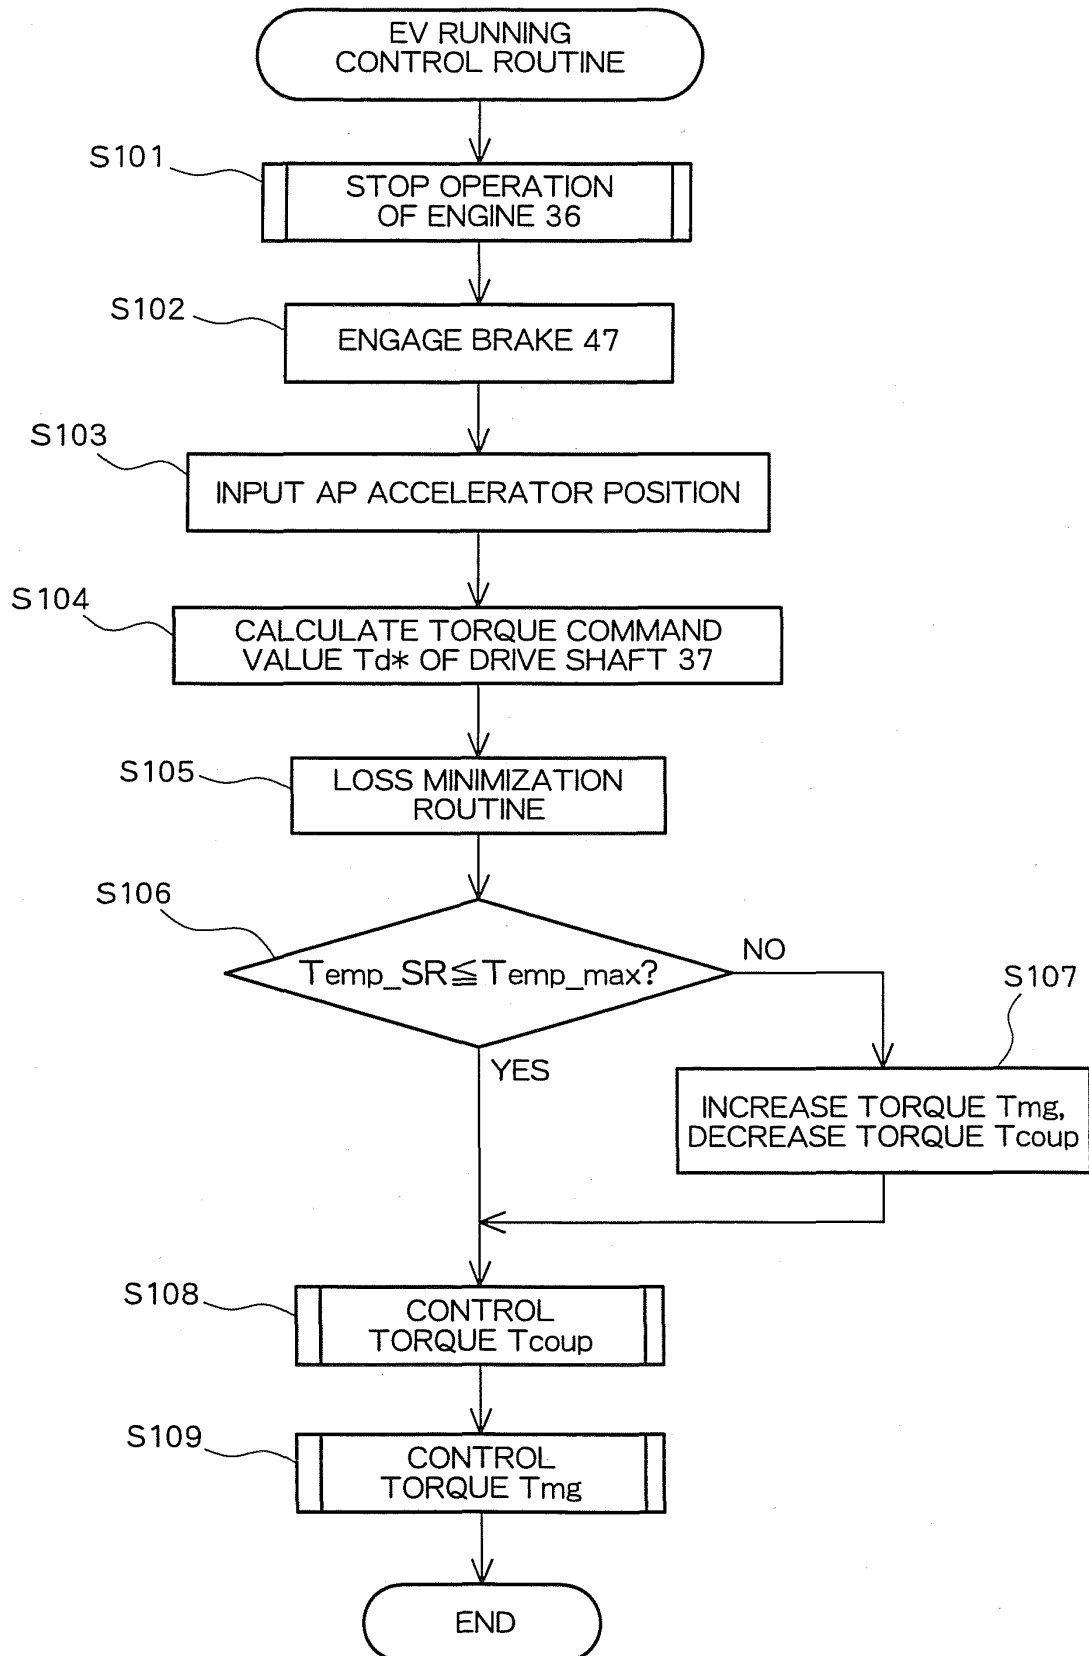 EV RUNNING
CONTROL ROUTINE
S101
STOP OPERATION
OF ENGINE 36
S102
ENGAGE BRAKE 47
S103
INPUT AP ACCELERATOR POSITION
S104
CALCULATE TORQUE COMMAND
VALUE Td* OF DRIVE SHAFT 37
S105
LOSS MINIMIZATION
ROUTINE
S106
Temp_SR≦Temp_max?
NO
YES
S107
INCREASE TORQUE Tmg,
DECREASE TORQUE Tcoup
S108
CONTROL
TORQUE Tcoup
S109
CONTROL
TORQUE Tmg
END